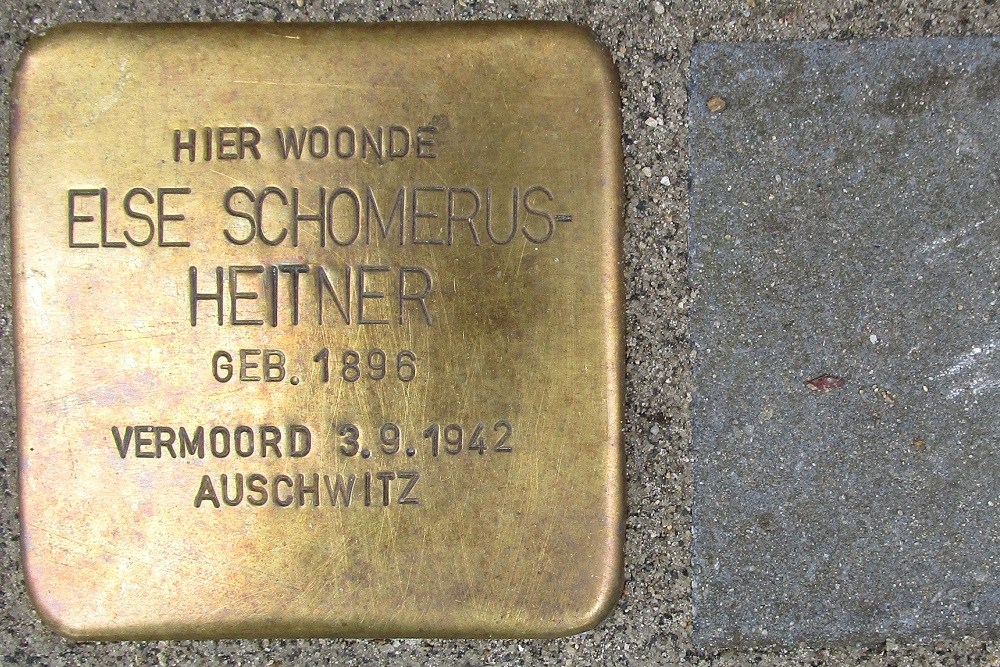 HIER WOONDE
ELSE SCHOMERUS-
HEITNER
GEB. 1896
VERMOORD 3.9.1942
AUSCHWITZ